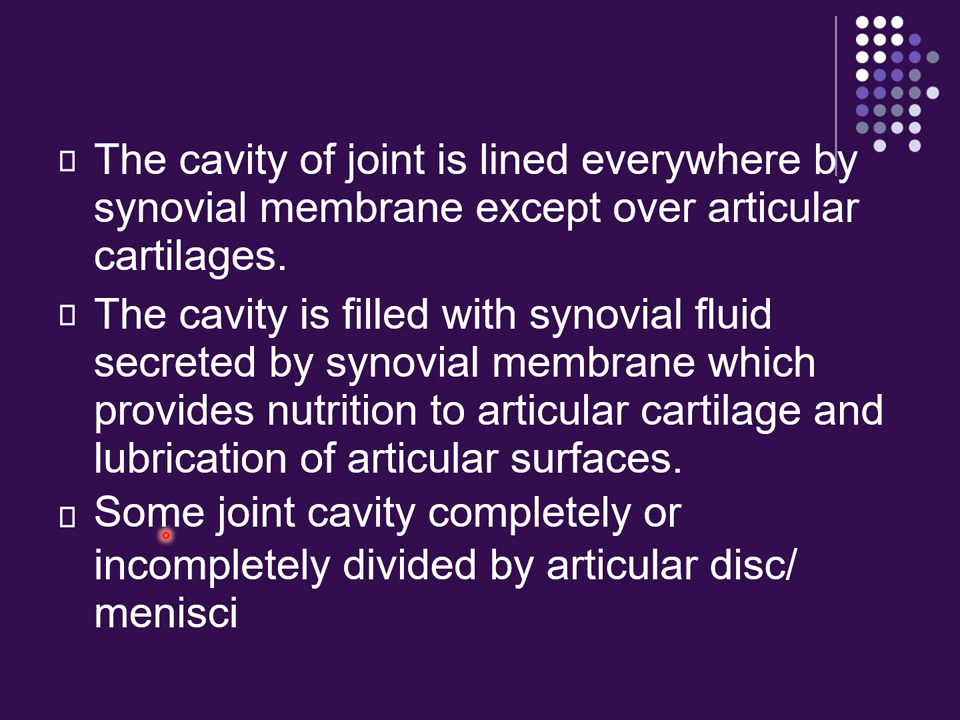 The cavity of joint is lined everywhere by
synovial membrane except over articular
cartilages.
The cavity is filled with synovial fluid
secreted by synovial membrane which
provides nutrition to articular cartilage and
lubrication of articular surfaces.
Some joint cavity completely or
incompletely divided by articular disc/
menisci